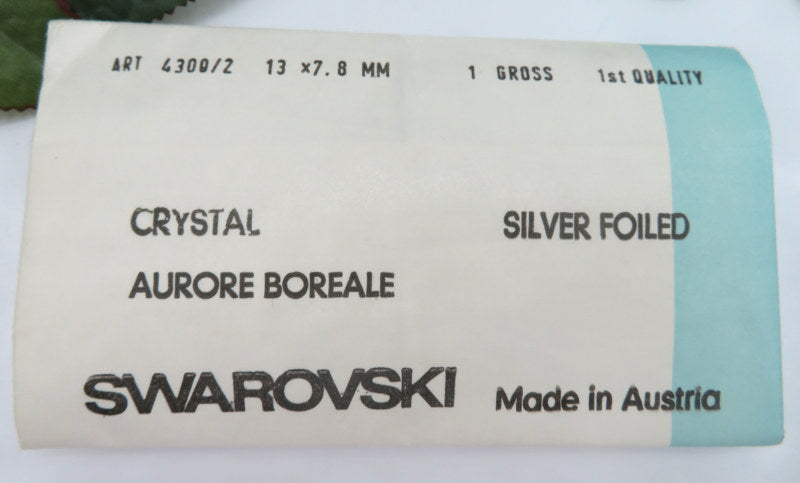 ART 4300/2 13 x7.8 MM 1 GROSS 1st QUALITY
CRYSTAL SILVER FOILED
AURORE BOREALE
SWAROVSKI Made in Austria